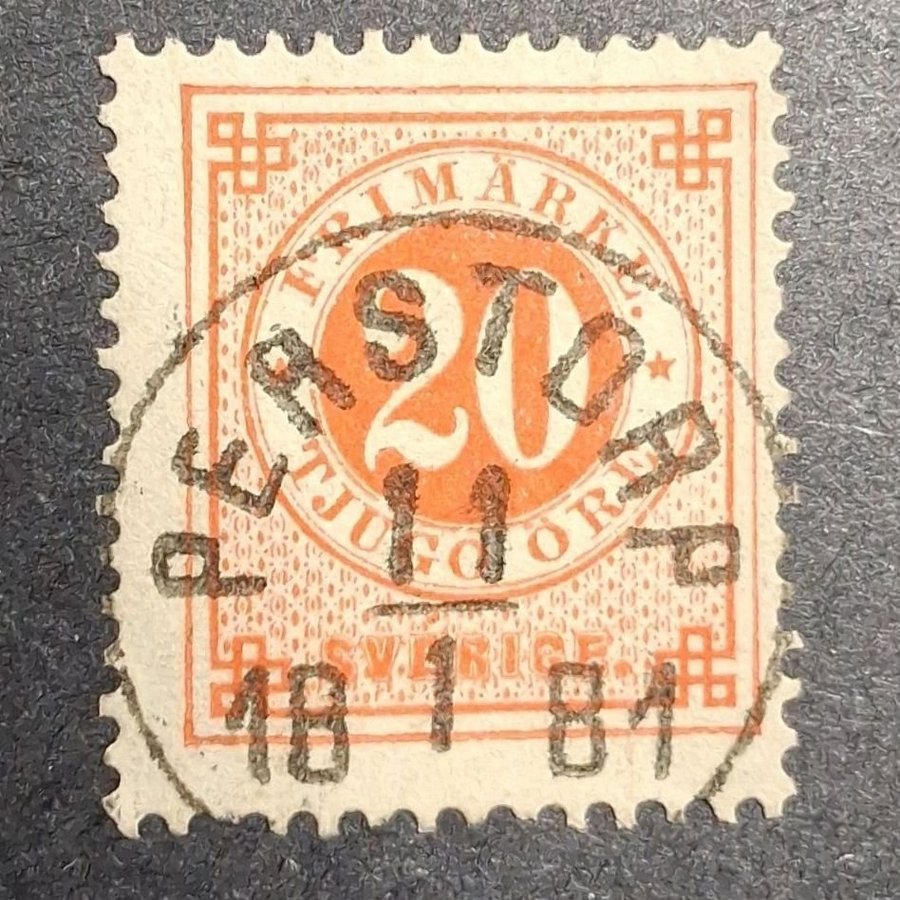 FRIMÄRKE.
20
TJUGO ÖRE
SVERIGE.
PERSTORP
11
1
18 81